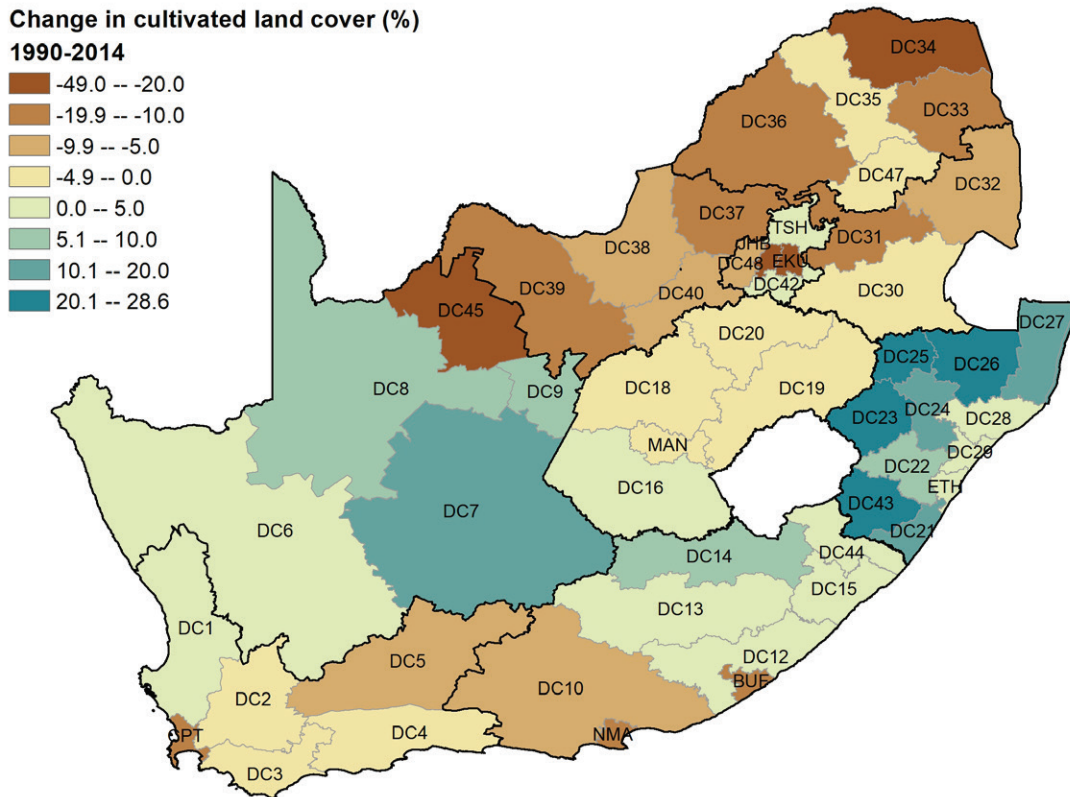 Change in cultivated land cover (%)
1990-2014
-49.0 -- -20.0
-19.9 -- -10.0
-9.9 -- -5.0
-4.9 -- 0.0
0.0 -- 5.0
5.1 -- 10.0
10.1 -- 20.0
20.1 -- 28.6
DC34
DC35
DC33
DC36
DC47
DC32
DC37
TSH
DC31
DC38
JHB
DC48
EKU
DC42
DC40
DC30
DC39
DC45
DC27
DC20
DC25
DC26
DC8
DC9
DC18
DC19
DC24
DC23
DC28
MAN
DC29
DC22
ETH
DC16
DC43
DC7
DC6
DC21
DC14
DC44
DC15
DC13
DC1
DC12
DC5
BUF
DC10
DC2
CPT
DC4
NMA
DC3